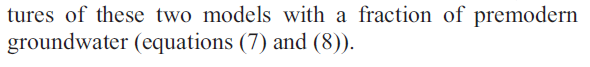 tures of these two models with a fraction of premodern
groundwater (equations (7) and (8)).